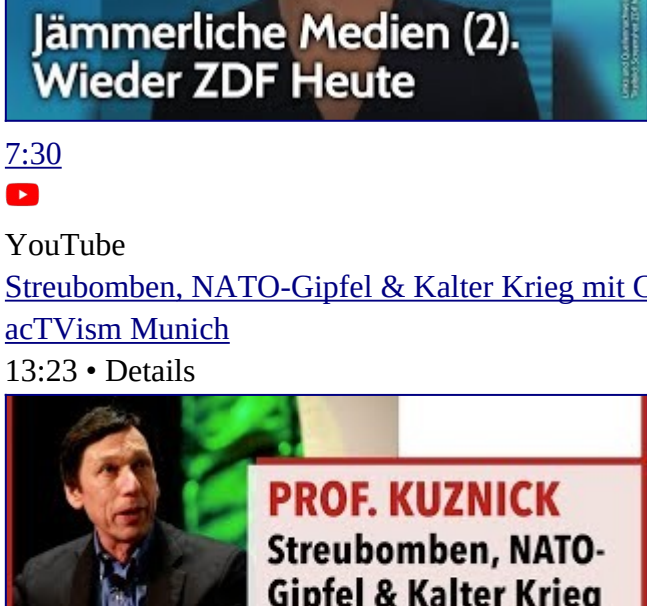 Jämmerliche Medien (2).
Wieder ZDF Heute
7:30
YouTube
Streubomben, NATO-Gipfel & Kalter Krieg mit
acTVism Munich
13:23 • Details
PROF. KUZNICK
Streubomben, NATO-
Gipfel & Kalter Krieg